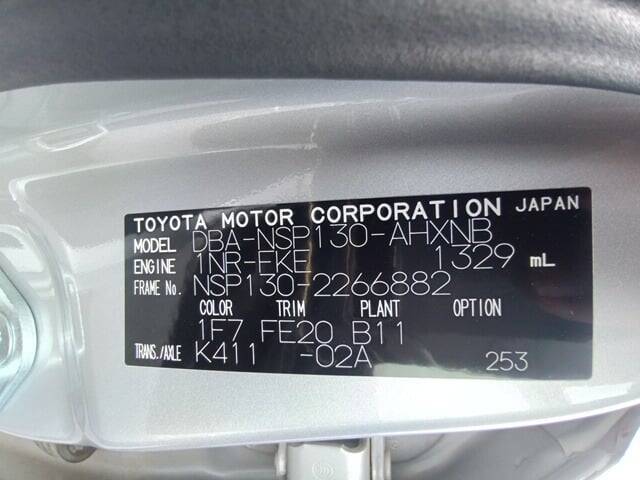 TOYOTA MOTOR CORPORATION JAPAN
MODEL DBA-NSP130-AHXNB
ENGINE 1NR-FKE 1329 mL
FRAME No. NSP130-2266882
COLOR TRIM PLANT OPTION
1F7 FE20 B11
TRANS./AXLE K411 -02A 253